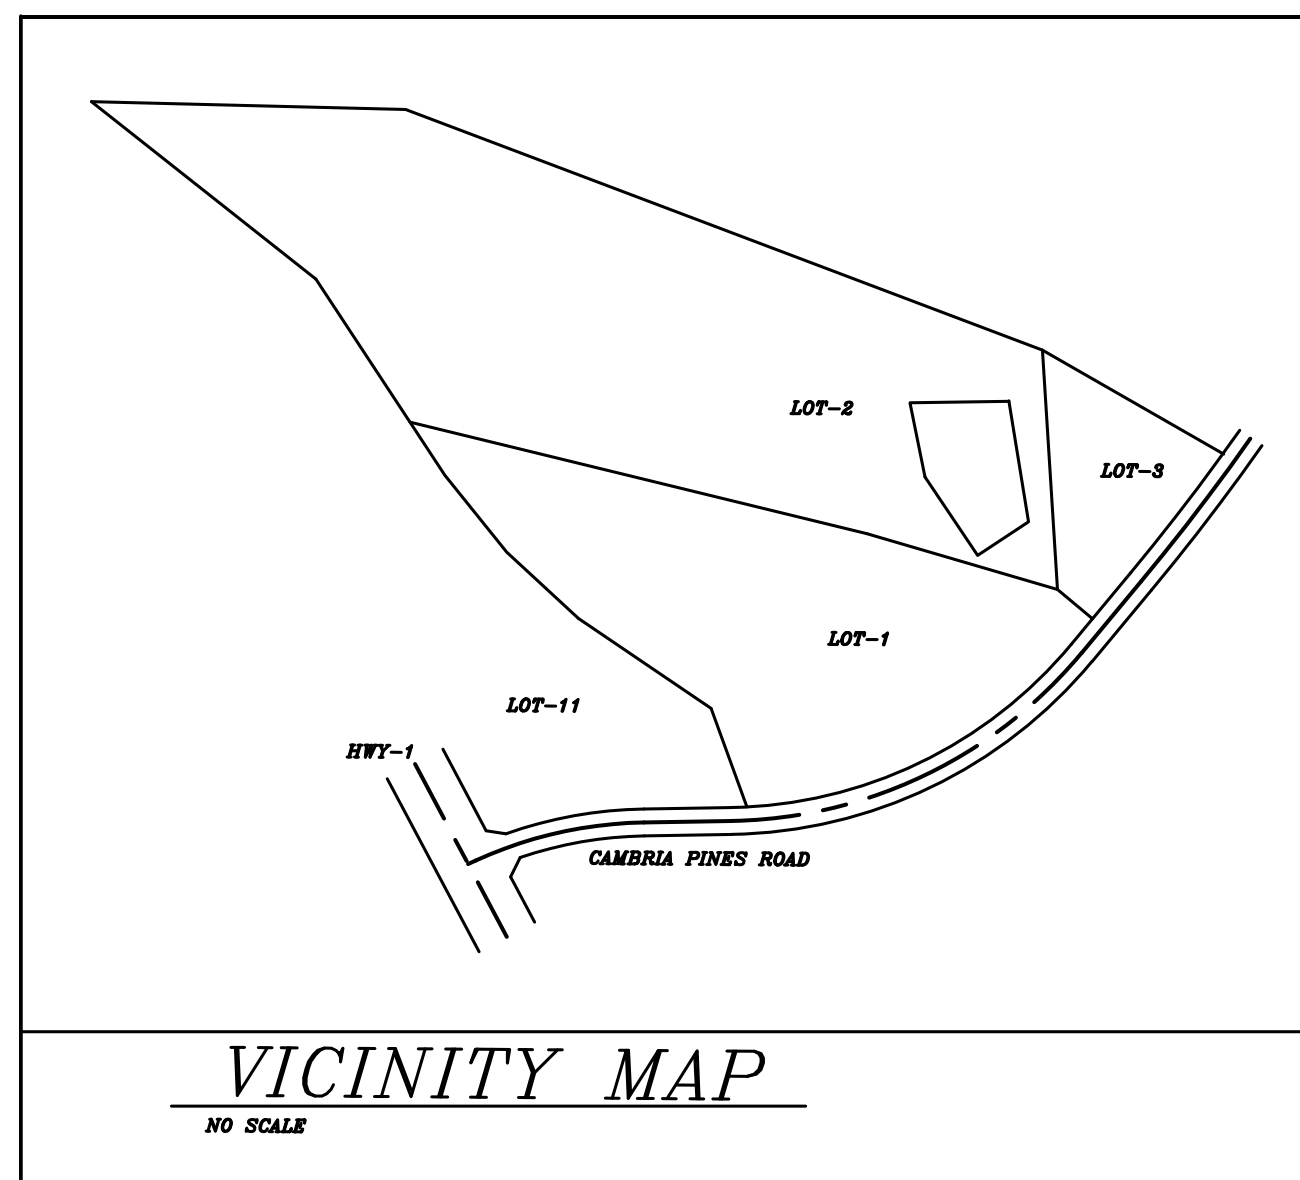 LOT-2
LOT-3
LOT-1
LOT-11
HWY-1
CAMBRIA PINES ROAD
VICINITY MAP
NO SCALE